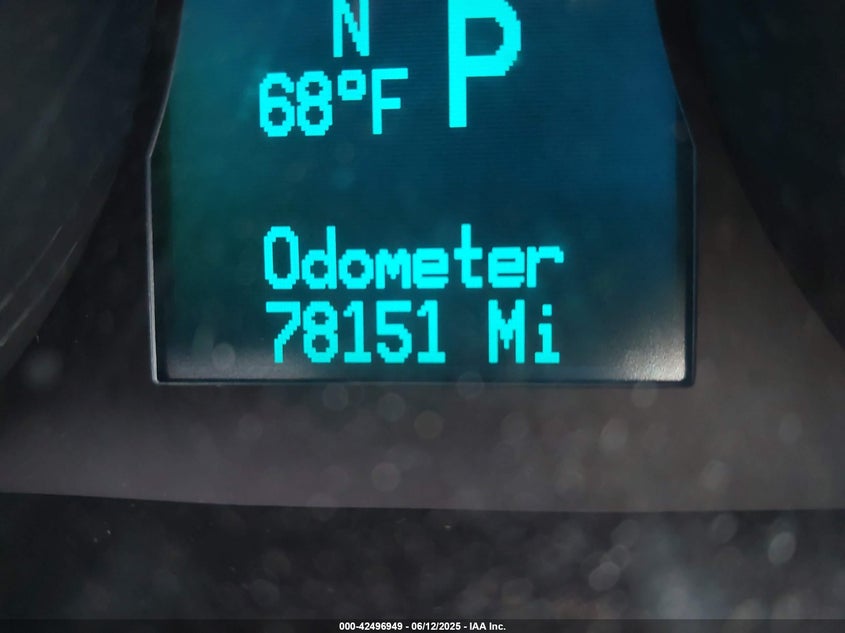 N
P
68°F
Odometer
78151 Mi
000-42496949 - 06/12/2025 - IAA Inc.